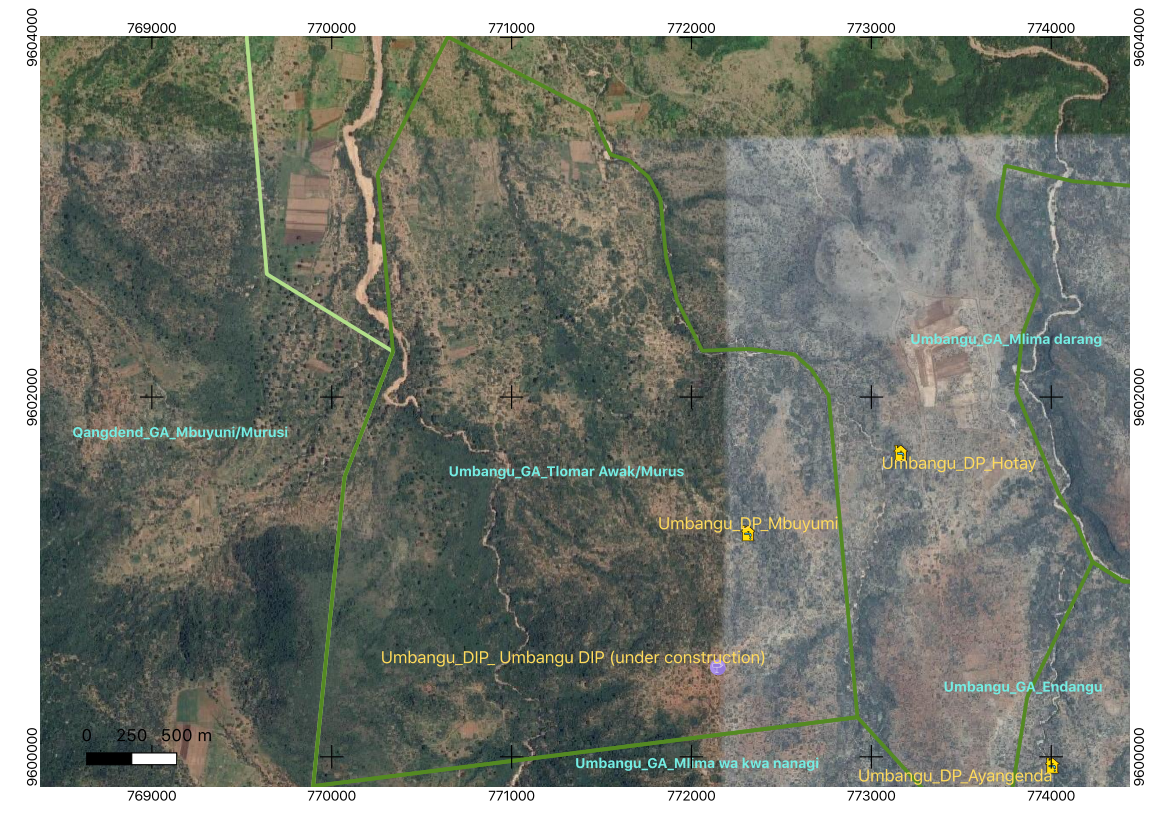 769000 770000 771000 772000 773000 774000
9604000 9604000
Umbangu_GA_Mlima darang
9602000 9602000
Qangdend_GA_Mbuyuni/Murusi
Umbangu_DP_Hotay
Umbangu_GA_Tlomar Awak/Murus
Umbangu_DP_Mbuyumi
Umbangu_DIP_ Umbangu DIP (under construction)
Umbangu_GA_Endangu
0 250 500 m
9600000 9600000
Umbangu_GA_Mlima wa kwa nanagi
Umbangu_DP_Ayangenda
769000 770000 771000 772000 773000 774000